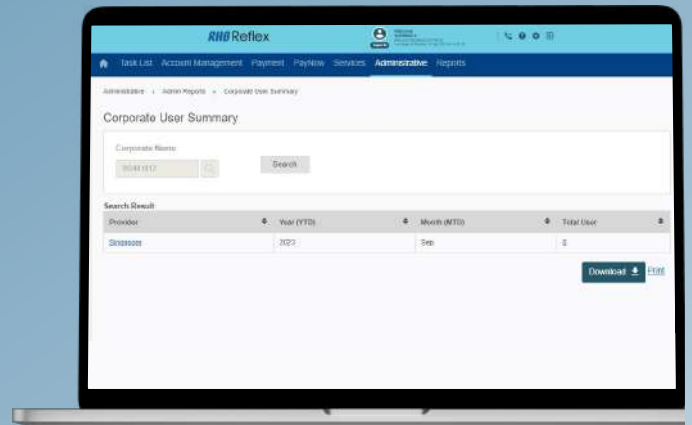 RHB Reflex
Task List Account Management Payment PayNow Services Administrative Reports
Administrative Admin Reports Corporate User Summary
Corporate User Summary
Corporate Name
Search
Search Result
Provider Year (YTD) Month (MTD) Total User
Singapore 2023 Sep
Download Print